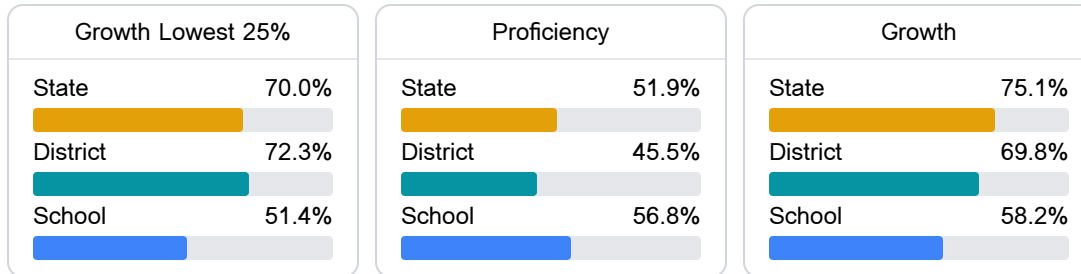 Growth Lowest 25%
State 70.0%
District 72.3%
School 51.4%
Proficiency
State 51.9%
District 45.5%
School 56.8%
Growth
State 75.1%
District 69.8%
School 58.2%